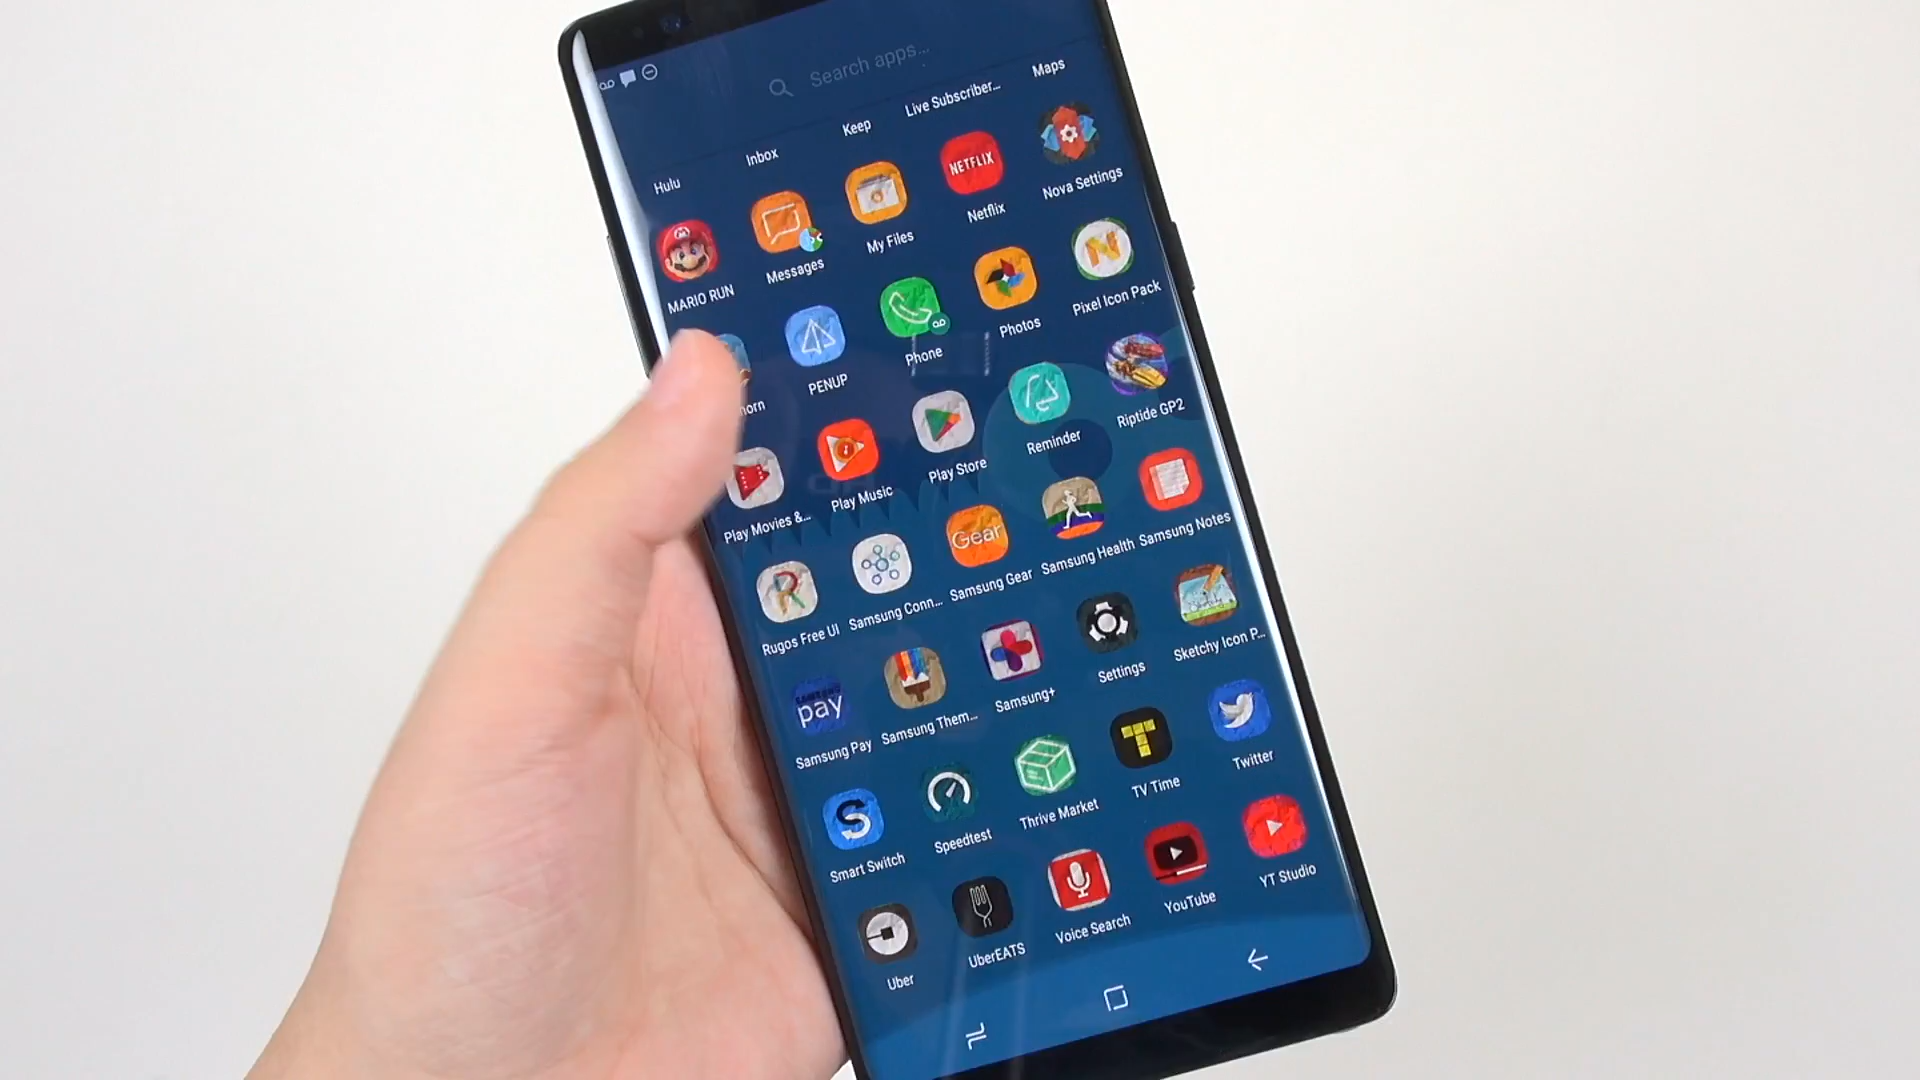 Search apps...
Hulu
Inbox
Keep
Live Subscriber...
Maps
MARIO RUN
Messages
My Files
NETFLIX
Netflix
Nova Settings
horn
PENUP
Phone
Photos
Pixel Icon Pack
Play Movies &...
Play Music
Play Store
Reminder
Riptide GP2
Rugos Free UI
Samsung Conn...
Gear
Samsung Gear
Samsung Health
Samsung Notes
SAMSUNG
pay
Samsung Pay
Samsung Them...
Samsung+
Settings
Sketchy Icon P...
Smart Switch
Speedtest
Thrive Market
TV Time
Twitter
Uber
UberEATS
Voice Search
YouTube
YT Studio